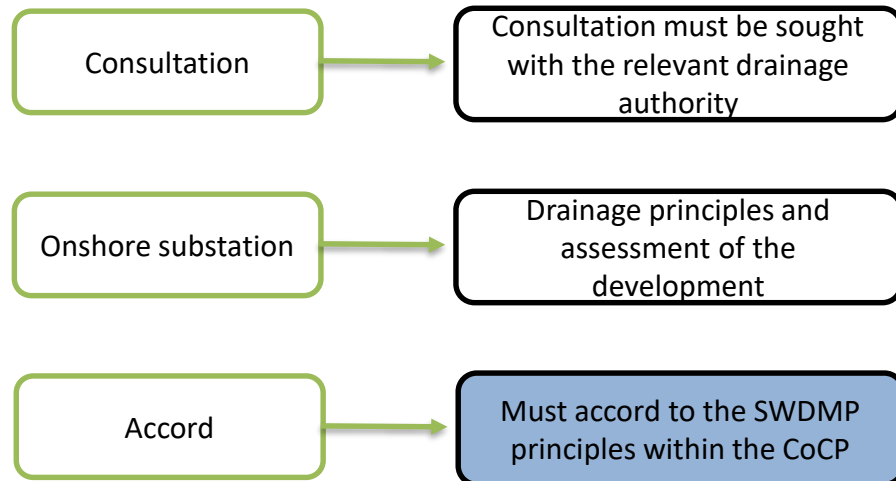 Consultation
Consultation must be sought
with the relevant drainage
authority
Onshore substation
Drainage principles and
assessment of the
development
Accord
Must accord to the SWDMP
principles within the CoCP